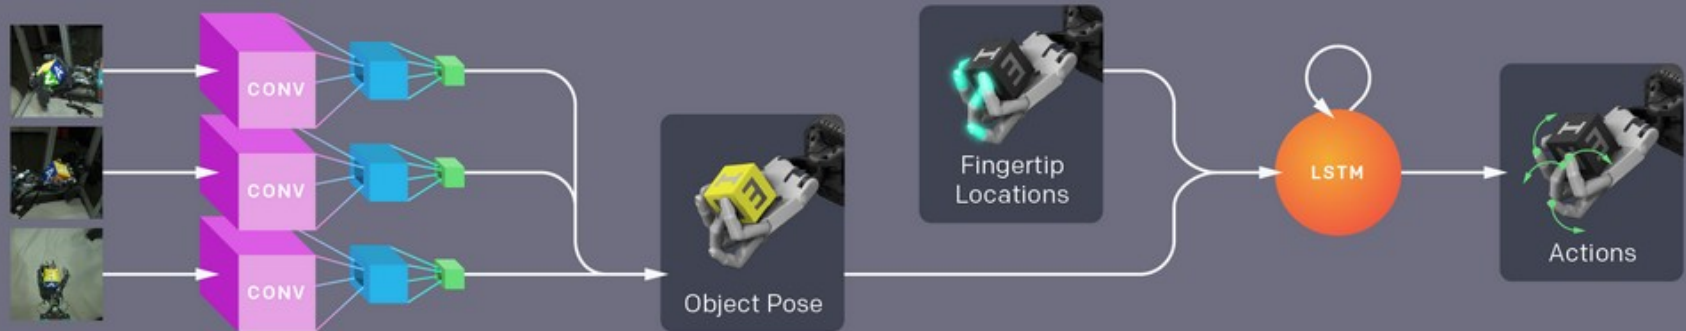 CONV
CONV
CONV
Object Pose
I
E
Fingertip
Locations
I
E
LSTM
Actions
I
E